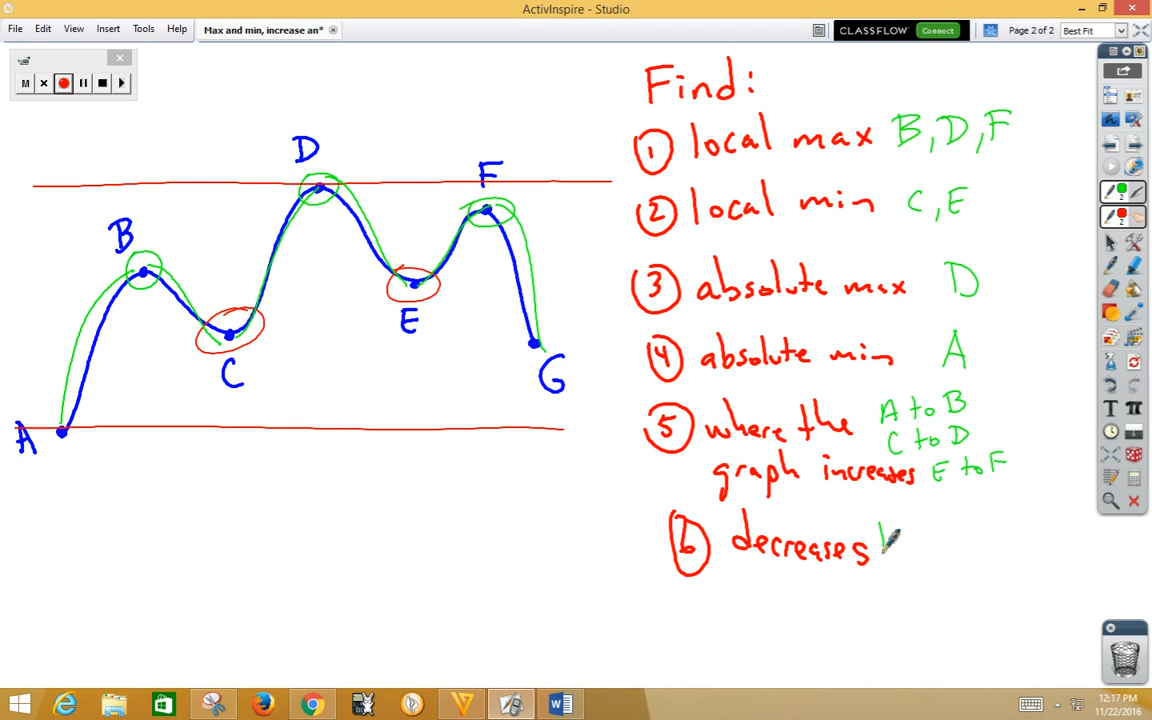 ActivInspire - Studio
File Edit View Insert Tools Help
Max and min, increase an*
CLASSFLOW Connect
Page 2 of 2
Best Fit
M
Find:
1 local max B, D, F
2 local min C, E
3 absolute max D
4 absolute min A
5 where the graph increases
A to B
C to D
E to F
6 decreases
D
F
B
E
C
G
A
2
2
T
12:17 PM
11/22/2016